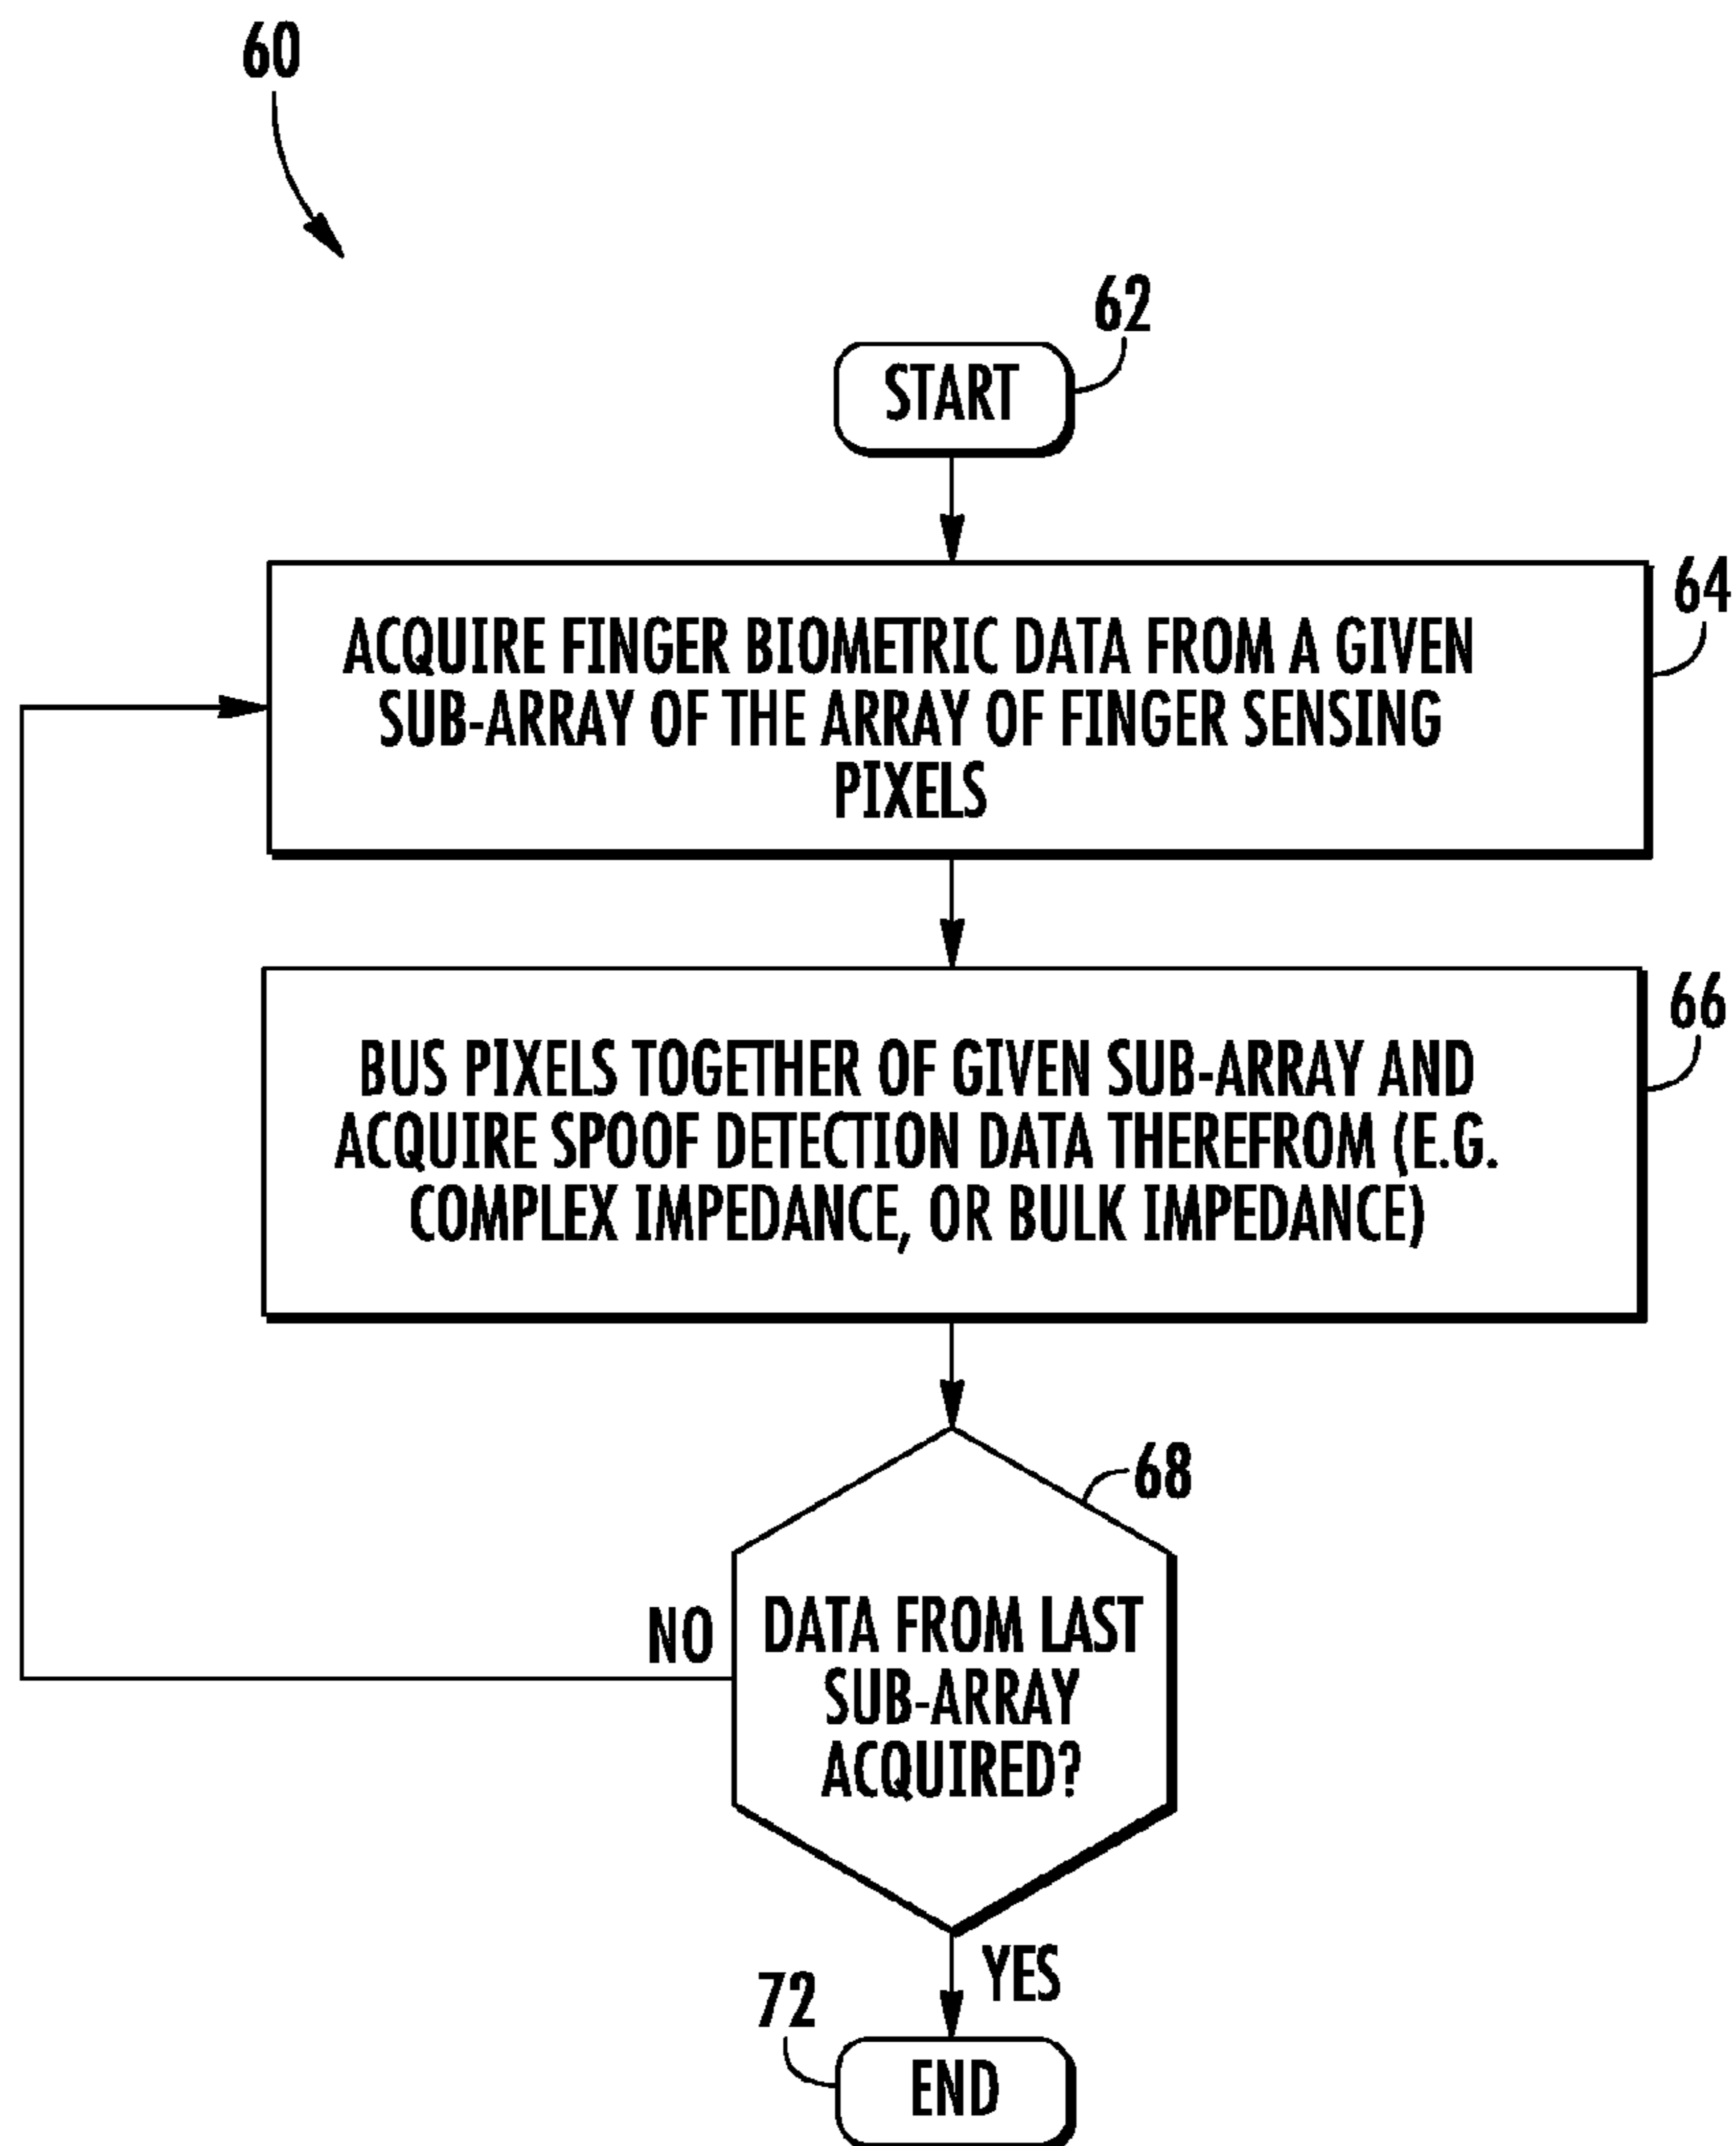 60
62
START
64
ACQUIRE FINGER BIOMETRIC DATA FROM A GIVEN
SUB-ARRAY OF THE ARRAY OF FINGER SENSING
PIXELS
66
BUS PIXELS TOGETHER OF GIVEN SUB-ARRAY AND
ACQUIRE SPOOF DETECTION DATA THEREFROM (E.G.
COMPLEX IMPEDANCE, OR BULK IMPEDANCE)
68
NO
DATA FROM LAST
SUB-ARRAY
ACQUIRED?
YES
72
END